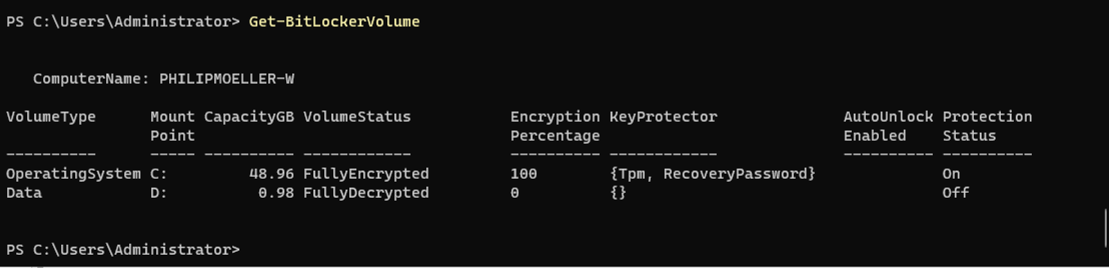 PS C:\Users\Administrator> Get-BitLockerVolume
ComputerName: PHILIPMOELLER-W
VolumeType Mount CapacityGB VolumeStatus Encryption KeyProtector AutoUnlock Protection
Point Percentage Enabled Status
---------- ----- ---------- ------------ ---------- ------------ ---------- ----------
OperatingSystem C: 48.96 FullyEncrypted 100 {Tpm, RecoveryPassword} On
Data D: 0.98 FullyDecrypted 0 {} Off
PS C:\Users\Administrator>